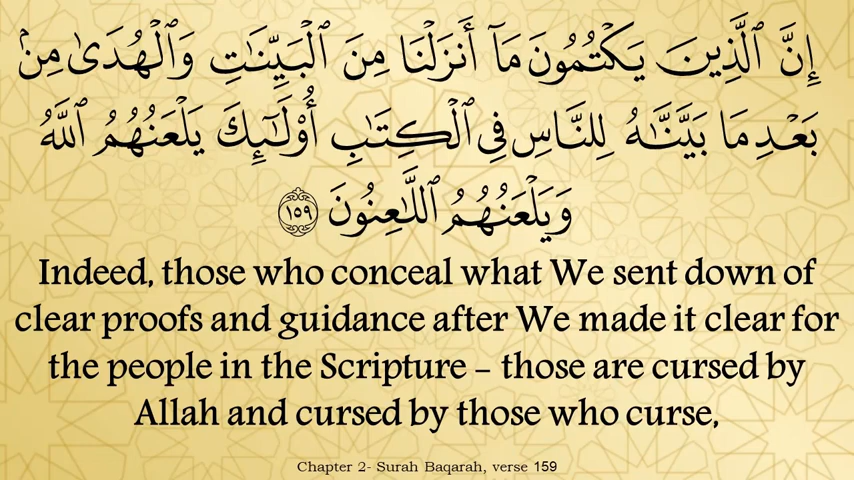 إِنَّ ٱلَّذِينَ يَكْتُمُونَ مَآ أَنزَلْنَا مِنَ ٱلْبَيِّنَٰتِ وَٱلْهُدَىٰ مِنۢ
بَعْدِ مَا بَيَّنَّٰهُ لِلنَّاسِ فِى ٱلْكِتَٰبِ أُو۟لَٰٓئِكَ يَلْعَنُهُمُ ٱللَّهُ
وَيَلْعَنُهُمُ ٱللَّٰعِنُونَ ١٥٩
Indeed, those who conceal what We sent down of
clear proofs and guidance after We made it clear for
the people in the Scripture – those are cursed by
Allah and cursed by those who curse,
Chapter 2- Surah Baqarah, verse 159